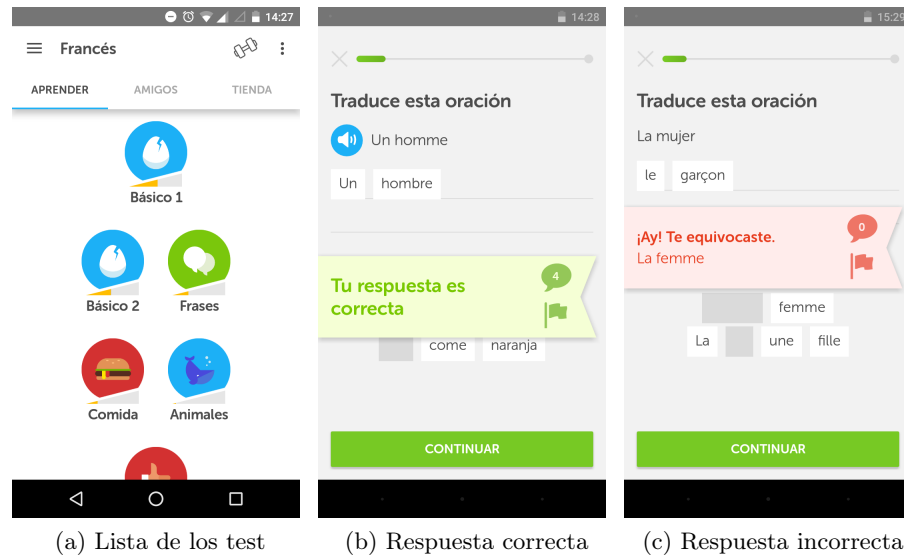 14:27
Francés
APRENDER AMIGOS TIENDA
Básico 1
Básico 2 Frases
Comida Animales
(a) Lista de los test
14:28
Traduce esta oración
Un homme
Un hombre
4
Tu respuesta es
correcta
come naranja
CONTINUAR
(b) Respuesta correcta
15:29
Traduce esta oración
La mujer
le garçon
0
¡Ay! Te equivocaste.
La femme
femme
La une fille
CONTINUAR
(c) Respuesta incorrecta